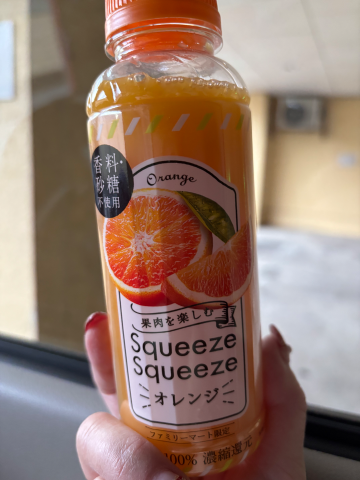 香料・
砂糖
不使用
Orange
果肉を楽しむ
Squeeze
Squeeze
オレンジ
ファミリーマート限定
100% 濃縮還元